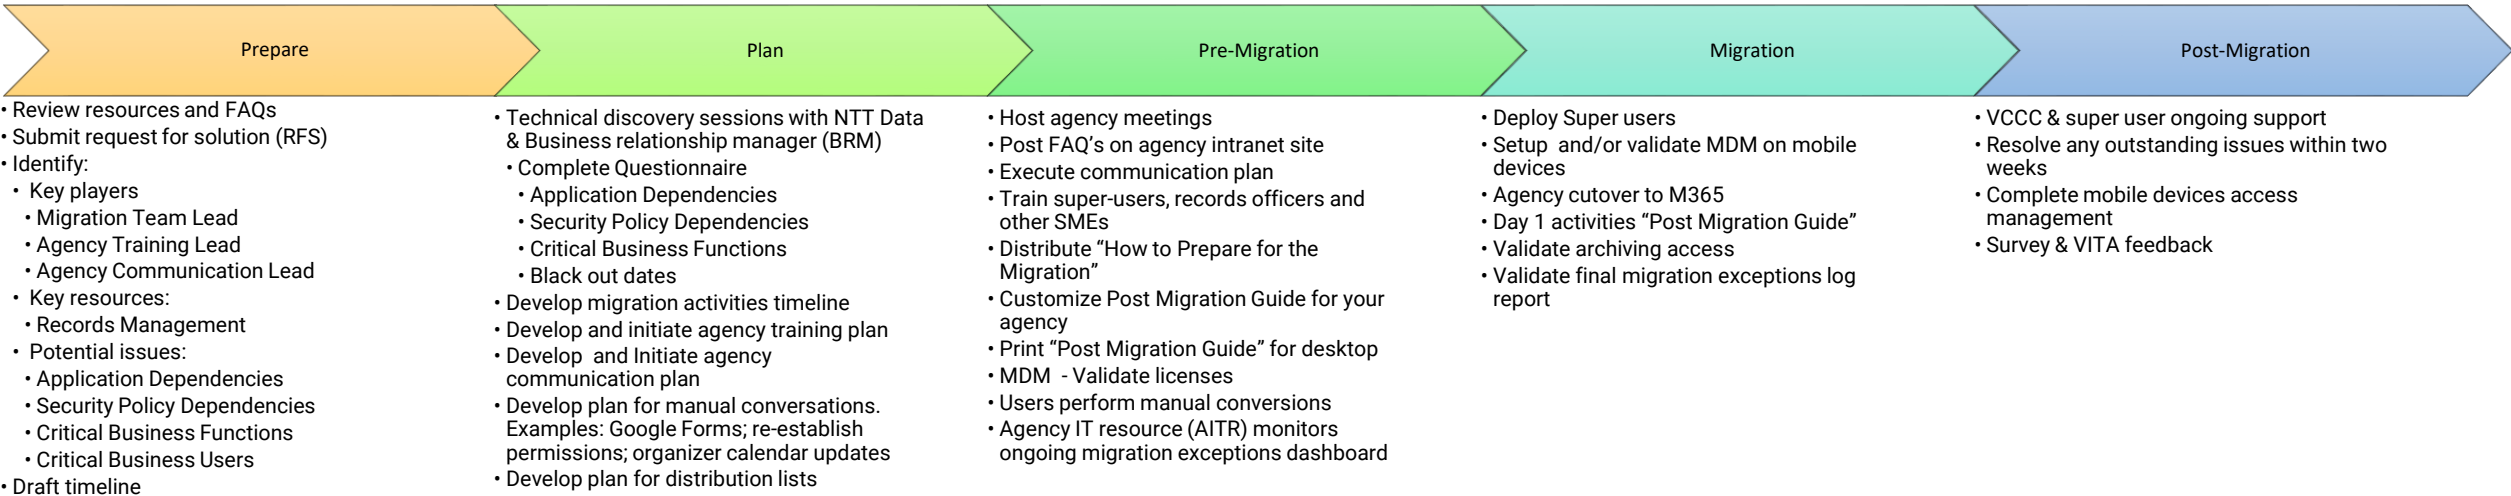 Prepare
Plan
Pre-Migration
Migration
Post-Migration
• Review resources and FAQs
• Submit request for solution (RFS)
• Identify:
• Key players
• Migration Team Lead
• Agency Training Lead
• Agency Communication Lead
• Key resources:
• Records Management
• Potential issues:
• Application Dependencies
• Security Policy Dependencies
• Critical Business Functions
• Critical Business Users
• Draft timeline
• Technical discovery sessions with NTT Data
& Business relationship manager (BRM)
• Complete Questionnaire
• Application Dependencies
• Security Policy Dependencies
• Critical Business Functions
• Black out dates
• Develop migration activities timeline
• Develop and initiate agency training plan
• Develop  and Initiate agency
communication plan
• Develop plan for manual conversations.
Examples: Google Forms; re-establish
permissions; organizer calendar updates
• Develop plan for distribution lists
• Host agency meetings
• Post FAQ’s on agency intranet site
• Execute communication plan
• Train super-users, records officers and
other SMEs
• Distribute “How to Prepare for the
Migration”
• Customize Post Migration Guide for your
agency
• Print “Post Migration Guide” for desktop
• MDM  - Validate licenses
• Users perform manual conversions
• Agency IT resource (AITR) monitors
ongoing migration exceptions dashboard
• Deploy Super users
• Setup  and/or validate MDM on mobile
devices
• Agency cutover to M365
• Day 1 activities “Post Migration Guide”
• Validate archiving access
• Validate final migration exceptions log
report
• VCCC & super user ongoing support
• Resolve any outstanding issues within two
weeks
• Complete mobile devices access
management
• Survey & VITA feedback